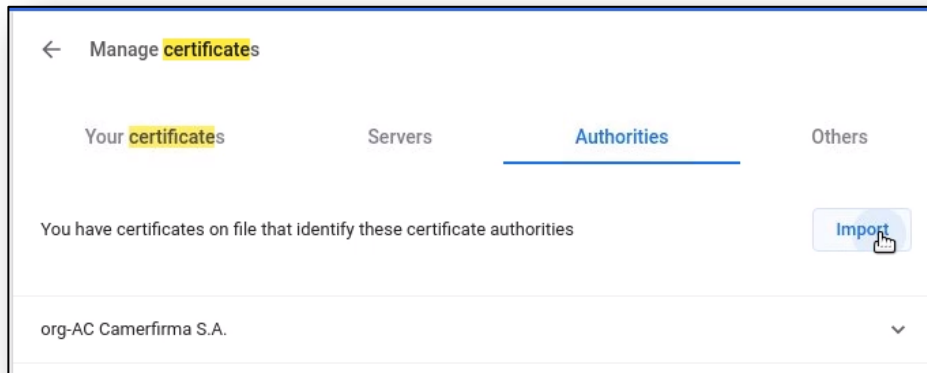 Manage certificates
Your certificates Servers Authorities Others
You have certificates on file that identify these certificate authorities Import
org-AC Camerfirma S.A.